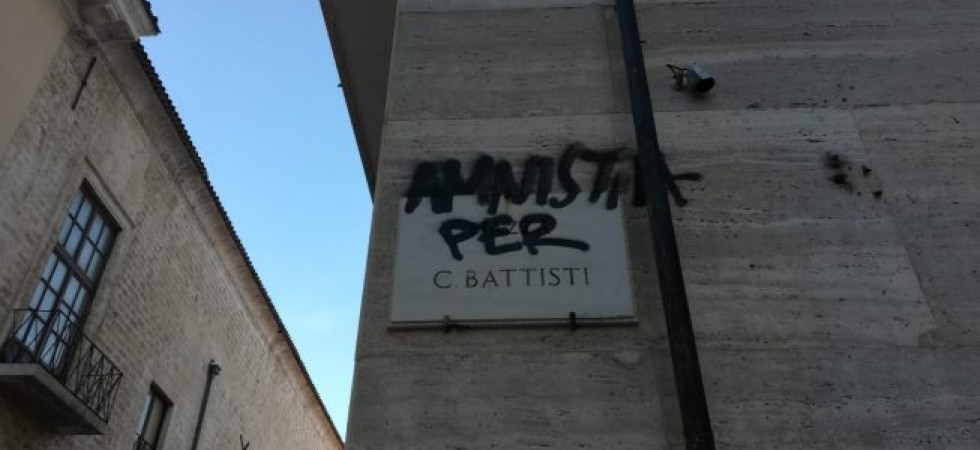 AMNISTIA
PER
C. BATTISTI